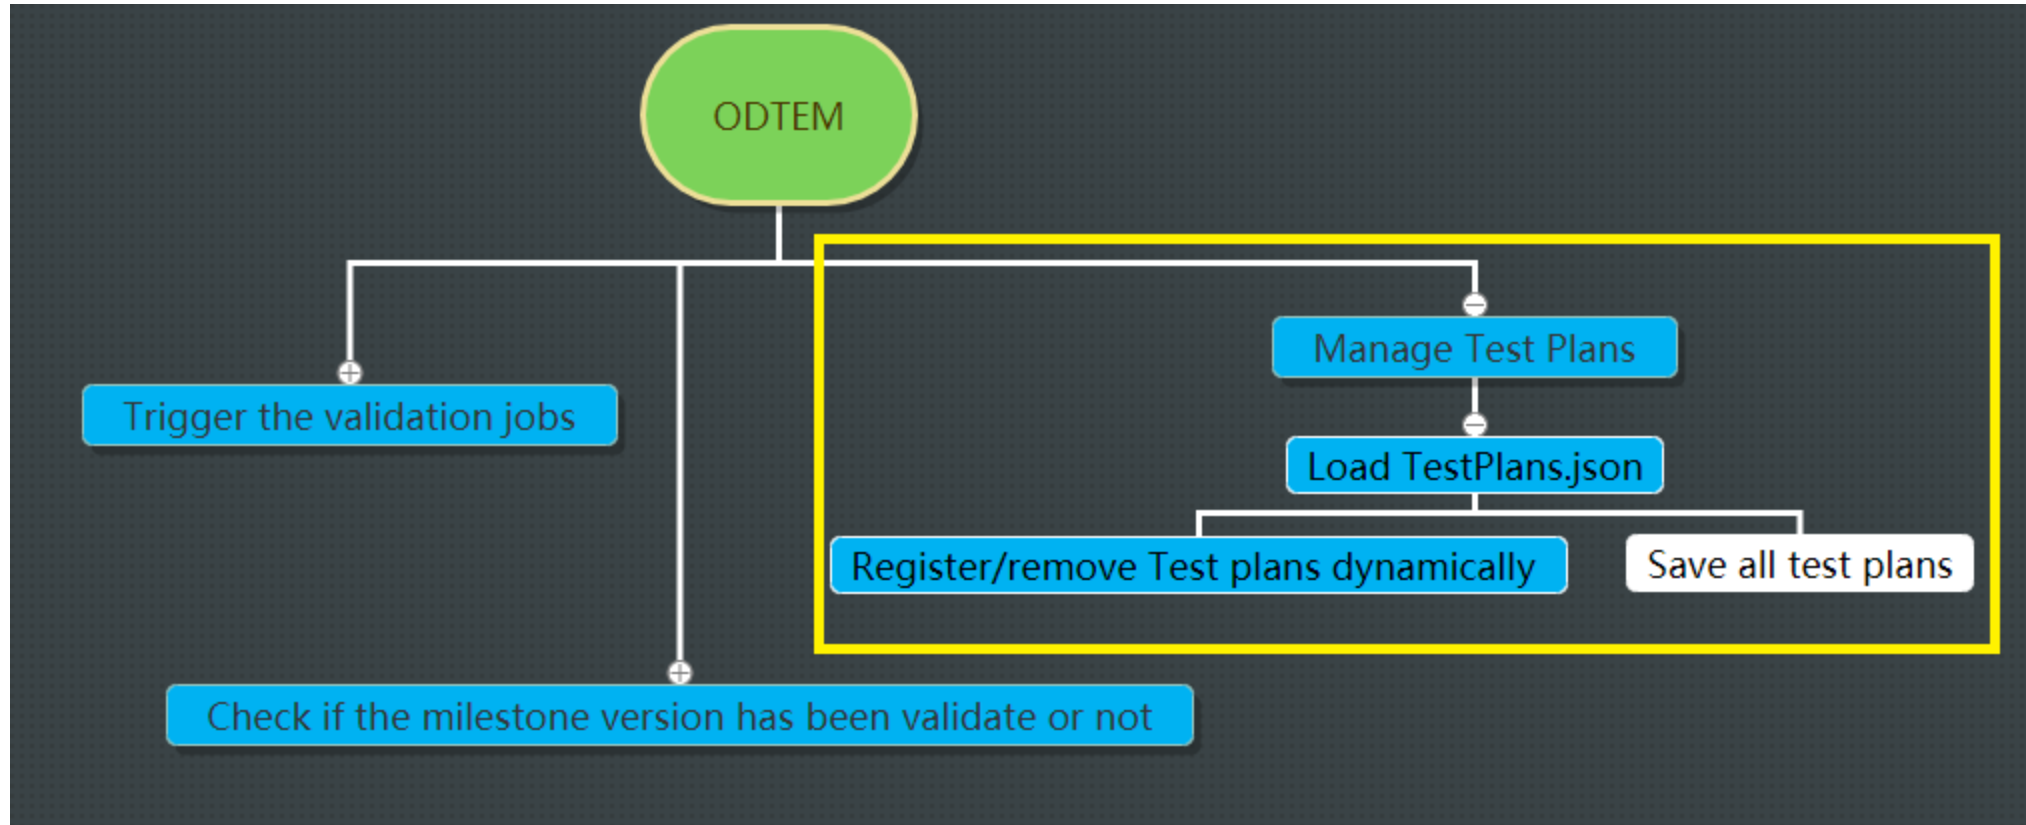 ODTEM
Manage Test Plans
Trigger the validation jobs
Load TestPlans.json
Register/remove Test plans dynamically
Save all test plans
Check if the milestone version has been validate or not